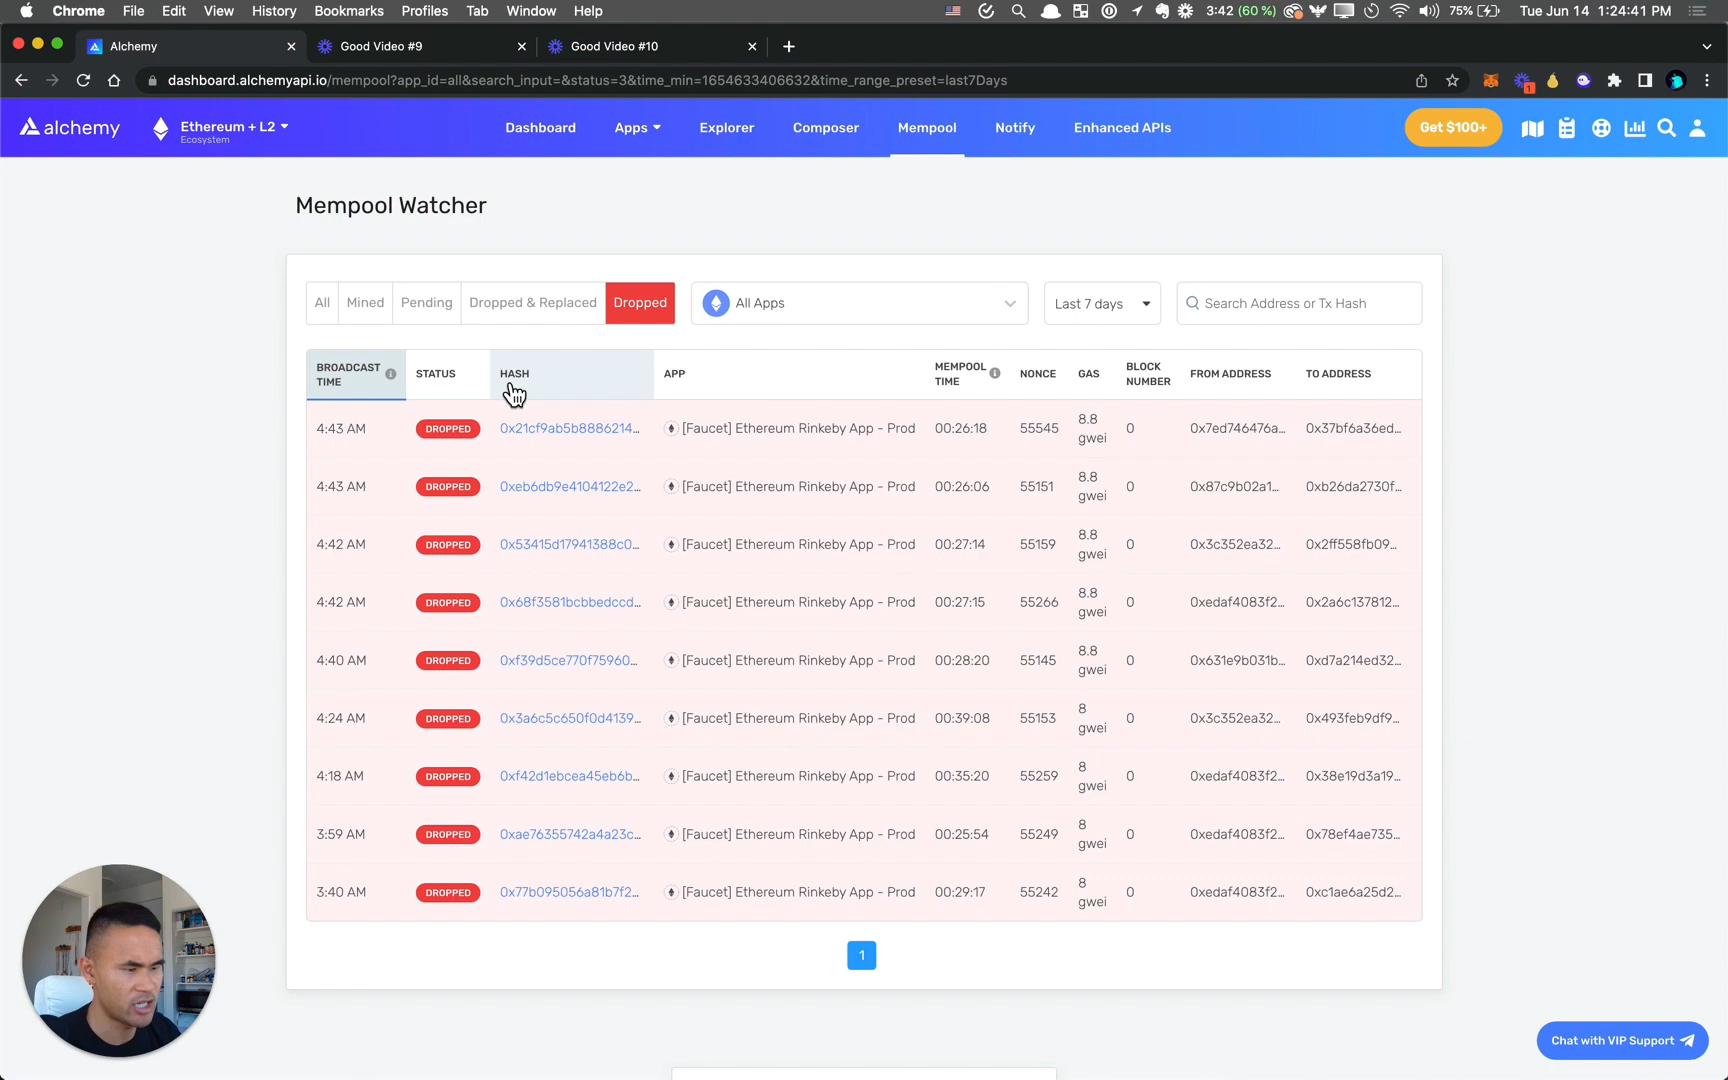 Chrome File Edit View History Bookmarks Profiles Tab Window Help 3:42 (60 %) 75% Tue Jun 14 1:24:41 PM
Alchemy Good Video #9 Good Video #10
dashboard.alchemyapi.io/mempool?app_id=all&search_input=&status=3&time_min=1654633406632&time_range_preset=last7Days 1
alchemy Ethereum + L2 Dashboard Apps Explorer Composer Mempool Notify Enhanced APIs Get $100+
Ecosystem
Mempool Watcher
All Mined Pending Dropped & Replaced Dropped All Apps Last 7 days Search Address or Tx Hash
BROADCAST TIME STATUS HASH APP MEMPOOL TIME NONCE GAS BLOCK NUMBER FROM ADDRESS TO ADDRESS
4:43 AM DROPPED 0x21cf9ab5b8886214... [Faucet] Ethereum Rinkeby App - Prod 00:26:18 55545 8.8 gwei 0 0x7ed746476a... 0x37bf6a36ed...
4:43 AM DROPPED 0xeb6db9e4104122e2... [Faucet] Ethereum Rinkeby App - Prod 00:26:06 55151 8.8 gwei 0 0x87c9b02a1... 0xb26da2730f...
4:42 AM DROPPED 0x53415d17941388c0... [Faucet] Ethereum Rinkeby App - Prod 00:27:14 55159 8.8 gwei 0 0x3c352ea32... 0x2ff558fb09...
4:42 AM DROPPED 0x68f3581bcbbedccd... [Faucet] Ethereum Rinkeby App - Prod 00:27:15 55266 8.8 gwei 0 0xedaf4083f2... 0x2a6c137812...
4:40 AM DROPPED 0xf39d5ce770f75960... [Faucet] Ethereum Rinkeby App - Prod 00:28:20 55145 8.8 gwei 0 0x631e9b031b... 0xd7a214ed32...
4:24 AM DROPPED 0x3a6c5c650f0d4139... [Faucet] Ethereum Rinkeby App - Prod 00:39:08 55153 8 gwei 0 0x3c352ea32... 0x493feb9df9...
4:18 AM DROPPED 0xf42d1ebcea45eb6b... [Faucet] Ethereum Rinkeby App - Prod 00:35:20 55259 8 gwei 0 0xedaf4083f2... 0x38e19d3a19...
3:59 AM DROPPED 0xae76355742a4a23c... [Faucet] Ethereum Rinkeby App - Prod 00:25:54 55249 8 gwei 0 0xedaf4083f2... 0x78ef4ae735...
3:40 AM DROPPED 0x77b095056a81b7f2... [Faucet] Ethereum Rinkeby App - Prod 00:29:17 55242 8 gwei 0 0xedaf4083f2... 0xc1ae6a25d2...
1
Chat with VIP Support